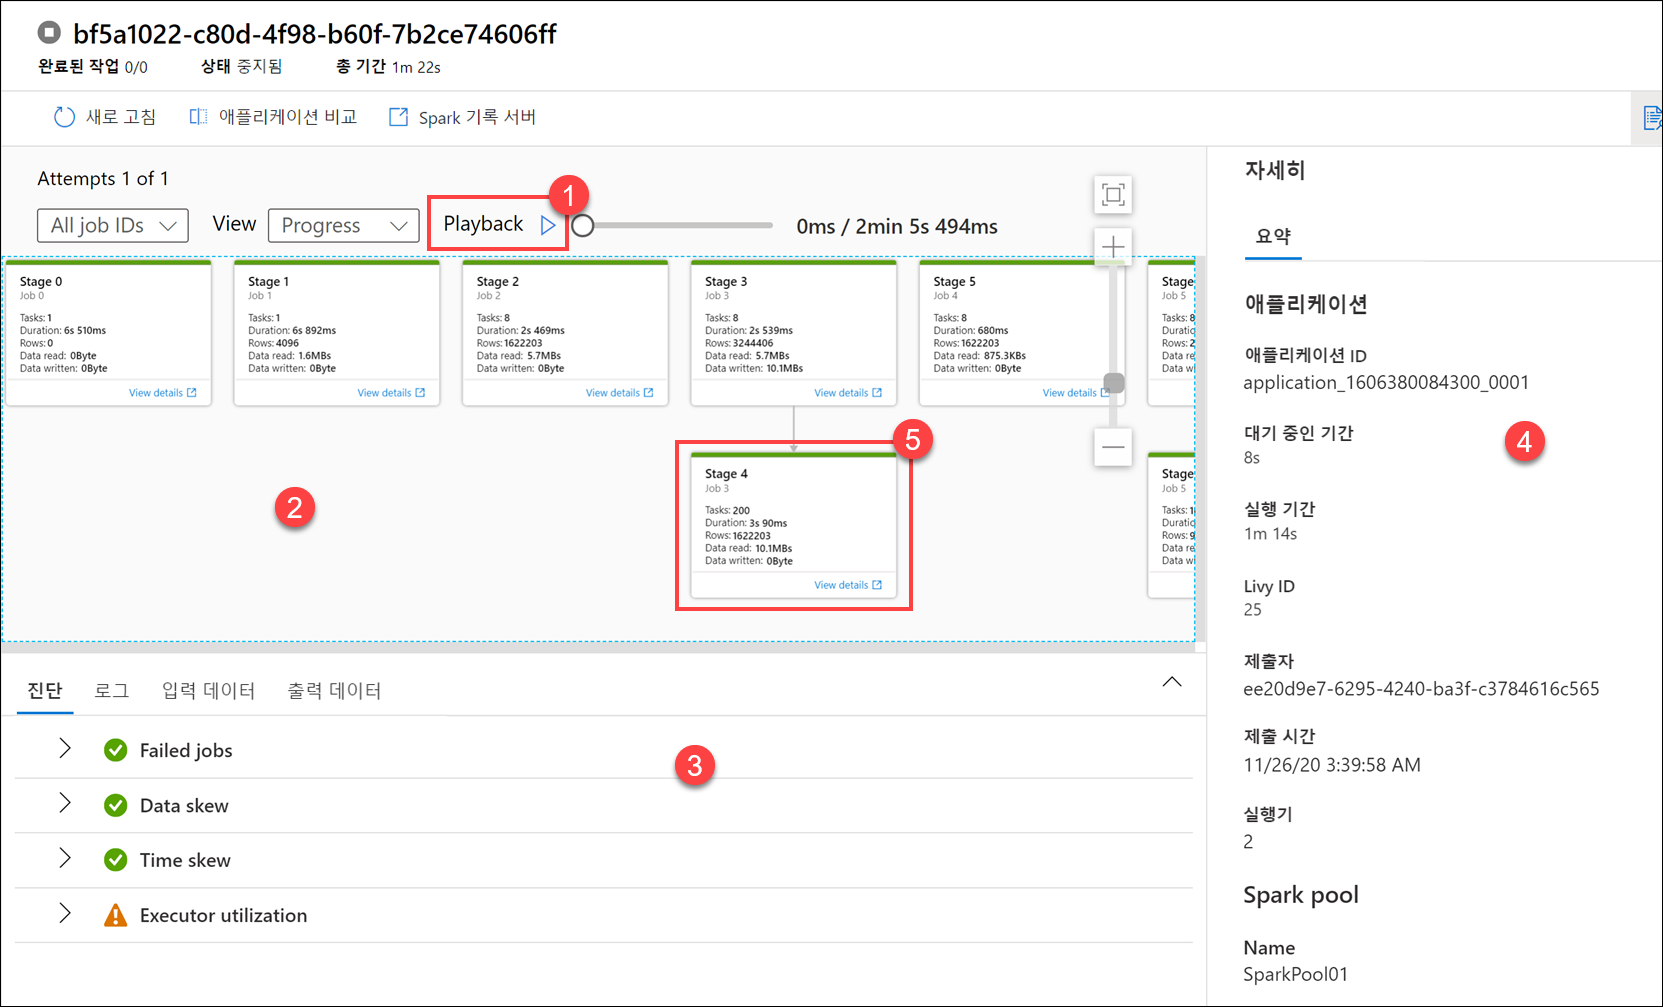 bf5a1022-c80d-4f98-b60f-7b2ce74606ff
완료된 작업 0/0 상태 중지됨 총 기간 1m 22s
새로 고침 애플리케이션 비교 Spark 기록 서버
Attempts 1 of 1
All job IDs View Progress Playback 1 0ms / 2min 5s 494ms
Stage 0
Job 0
Tasks: 1
Duration: 6s 510ms
Rows: 0
Data read: 0Byte
Data written: 0Byte
View details
Stage 1
Job 1
Tasks: 1
Duration: 6s 892ms
Rows: 4096
Data read: 1.6MBs
Data written: 0Byte
View details
Stage 2
Job 2
Tasks: 8
Duration: 2s 469ms
Rows: 1622203
Data read: 5.7MBs
Data written: 0Byte
View details
Stage 3
Job 3
Tasks: 8
Duration: 2s 539ms
Rows: 3244406
Data read: 5.7MBs
Data written: 10.1MBs
View details
Stage 5
Job 4
Tasks: 8
Duration: 680ms
Rows: 1622203
Data read: 875.3KBs
Data written: 0Byte
View details
Stage
Job 5
Tasks: 8
Rows: 2
2
5
Stage 4
Job 3
Tasks: 200
Duration: 3s 90ms
Rows: 1622203
Data read: 10.1MBs
Data written: 0Byte
View details
Stage
Job 5
Tasks: 1
Rows: 9
진단 로그 입력 데이터 출력 데이터
Failed jobs
3
Data skew
Time skew
Executor utilization
자세히
요약
애플리케이션
애플리케이션 ID
application_1606380084300_0001
대기 중인 기간
8s
4
실행 기간
1m 14s
Livy ID
25
제출자
ee20d9e7-6295-4240-ba3f-c3784616c565
제출 시간
11/26/20 3:39:58 AM
실행기
2
Spark pool
Name
SparkPool01